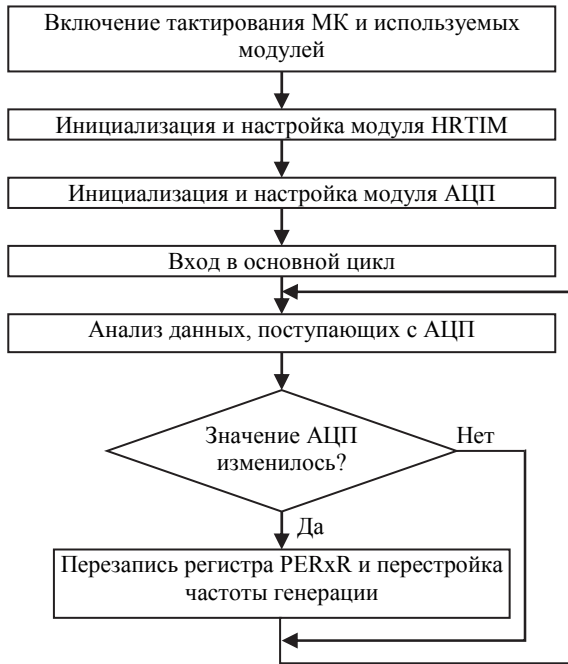 Включение тактирования МК и используемых
модулей
Инициализация и настройка модуля HRTIM
Инициализация и настройка модуля АЦП
Вход в основной цикл
Анализ данных, поступающих с АЦП
Значение АЦП
изменилось?
Нет
Да
Перезапись регистра PERxR и перестройка
частоты генерации